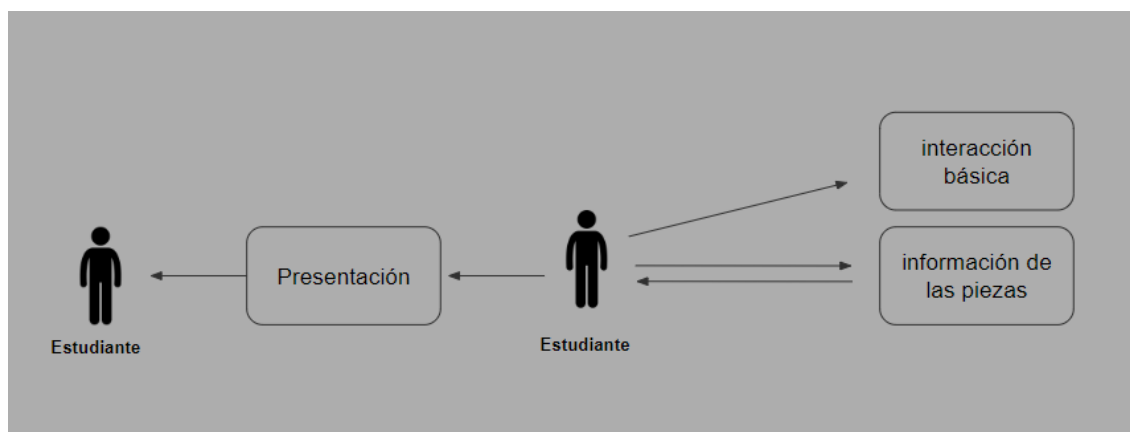 interacción
básica
Presentación
información de
las piezas
Estudiante
Estudiante